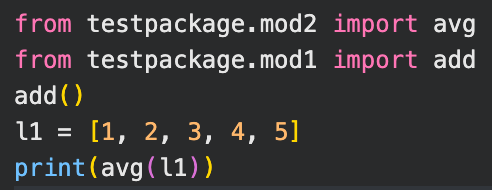 from testpackage.mod2 import avg
from testpackage.mod1 import add
add()
l1 = [1, 2, 3, 4, 5]
print(avg(l1))